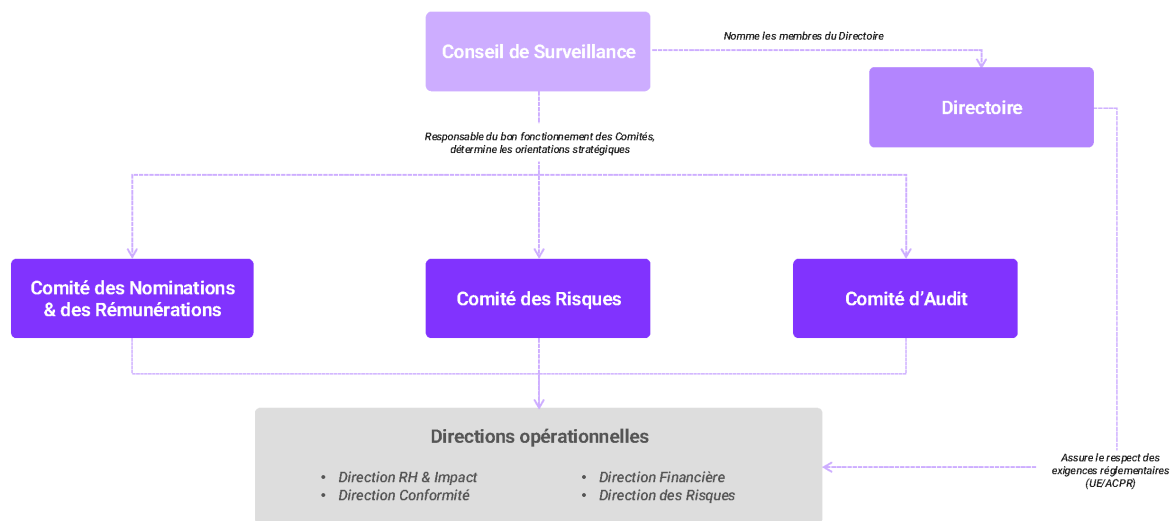 Conseil de Surveillance
Nomme les membres du Directoire
Directoire
Responsable du bon fonctionnement des Comités,
détermine les orientations stratégiques
Comité des Nominations
& des Rémunérations
Comité des Risques
Comité d’Audit
Directions opérationnelles
• Direction RH & Impact
• Direction Conformité
• Direction Financière
• Direction des Risques
Assure le respect des
exigences réglementaires
(UE/ACPR)